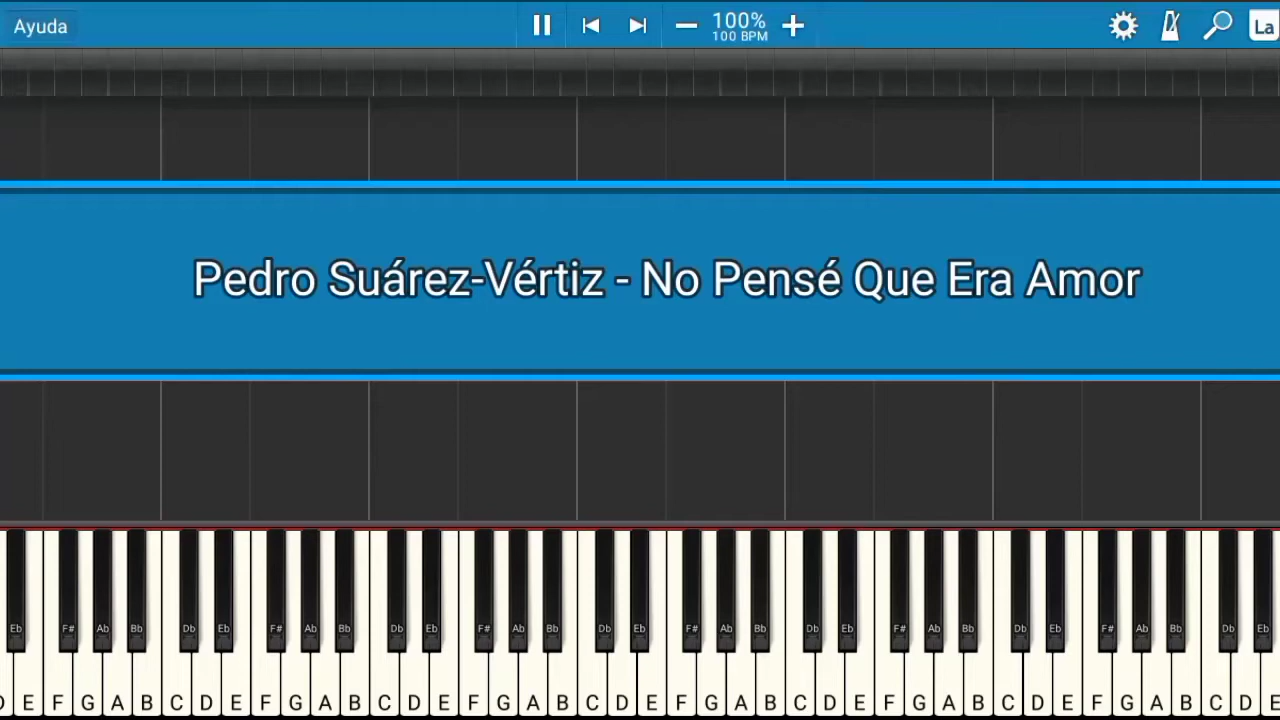 Ayuda
100%
100 BPM
La
Pedro Suárez-Vértiz - No Pensé Que Era Amor
Eb F# Ab Bb Db Eb F# Ab Bb Db Eb F# Ab Bb Db Eb F# Ab Bb Db Eb F# Ab Bb Db Eb F# Ab Bb Db Eb
D E F G A B C D E F G A B C D E F G A B C D E F G A B C D E F G A B C D E F G A B C D E